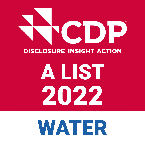 CDP
DISCLOSURE INSIGHT ACTION
A LIST
2022
WATER